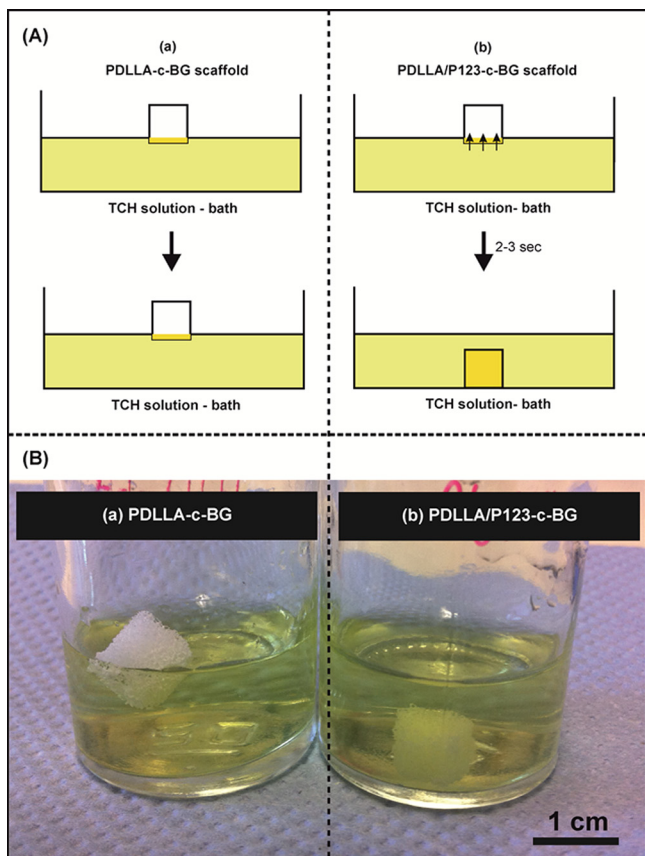 (A)
(a)
PDLLA-c-BG scaffold
TCH solution - bath
TCH solution - bath
(b)
PDLLA/P123-c-BG scaffold
TCH solution- bath
2-3 sec
TCH solution- bath
(B)
(a) PDLLA-c-BG
(b) PDLLA/P123-c-BG
1 cm